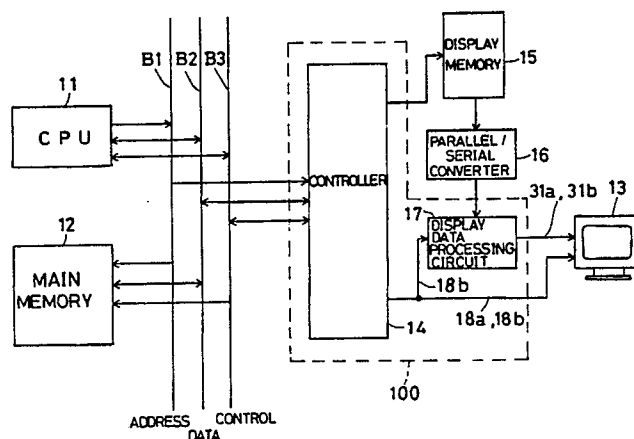 B1 B2 B3
11
CPU
12
MAIN
MEMORY
CONTROLLER
14
DISPLAY
MEMORY
15
PARALLEL/
SERIAL
CONVERTER
16
17
DISPLAY
DATA
PROCESSING
CIRCUIT
31a, 31b
13
18b
18a, 18b
100
ADDRESS
DATA
CONTROL